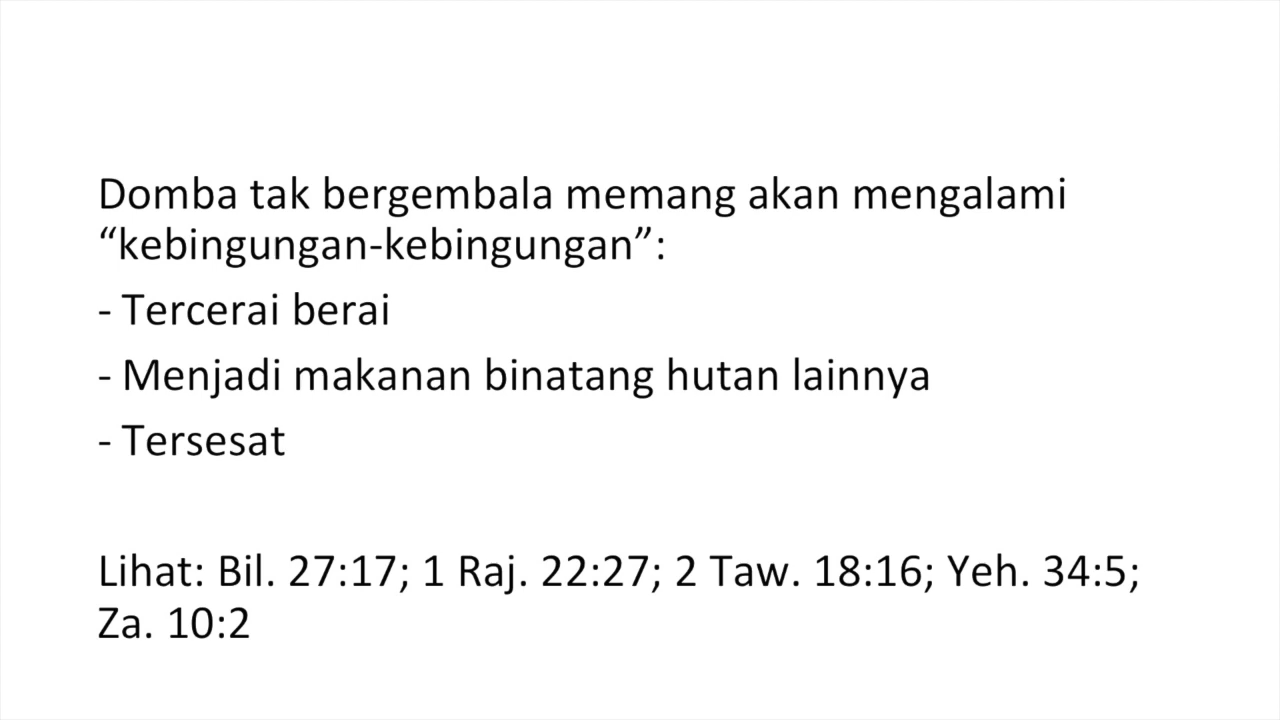 Domba tak bergembala memang akan mengalami
“kebingungan-kebingungan”:
- Tercerai berai
- Menjadi makanan binatang hutan lainnya
- Tersesat
Lihat: Bil. 27:17; 1 Raj. 22:27; 2 Taw. 18:16; Yeh. 34:5;
Za. 10:2